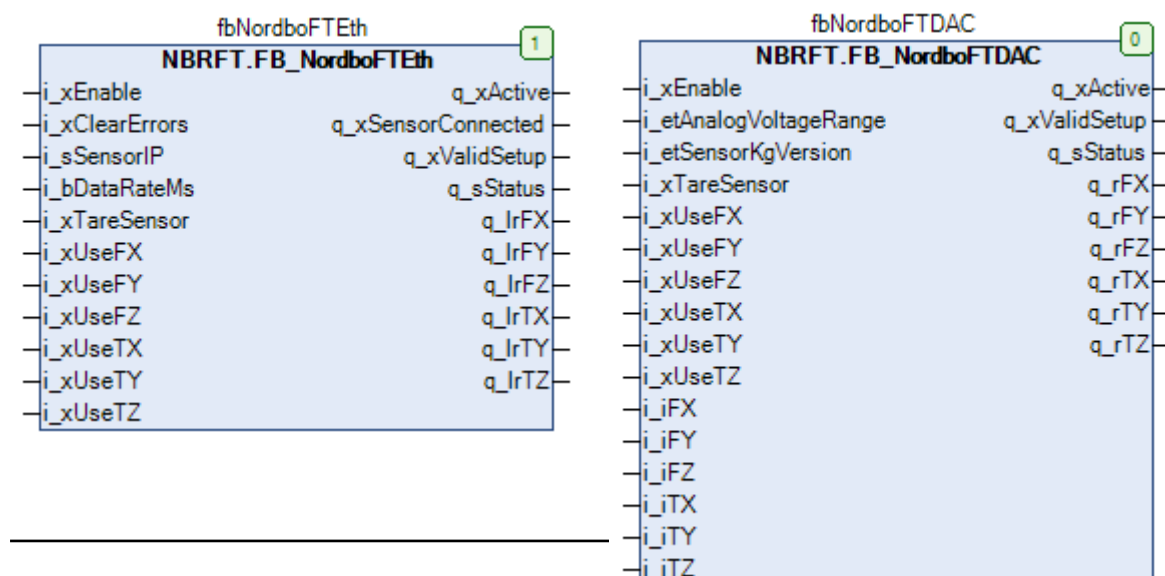 fbNordboFTEth
1
NBRFT.FB_NordboFTEth
i_xEnable q_xActive
i_xClearErrors q_xSensorConnected
i_sSensorIP q_xValidSetup
i_bDataRateMs q_sStatus
i_xTareSensor q_lrFX
i_xUseFX q_lrFY
i_xUseFY q_lrFZ
i_xUseFZ q_lrTX
i_xUseTX q_lrTY
i_xUseTY q_lrTZ
i_xUseTZ
fbNordboFTDAC
0
NBRFT.FB_NordboFTDAC
i_xEnable q_xActive
i_etAnalogVoltageRange q_xValidSetup
i_etSensorKgVersion q_sStatus
i_xTareSensor q_rFX
i_xUseFX q_rFY
i_xUseFY q_rFZ
i_xUseFZ q_rTX
i_xUseTX q_rTY
i_xUseTY q_rTZ
i_xUseTZ
i_iFX
i_iFY
i_iFZ
i_iTX
i_iTY
i_iTZ